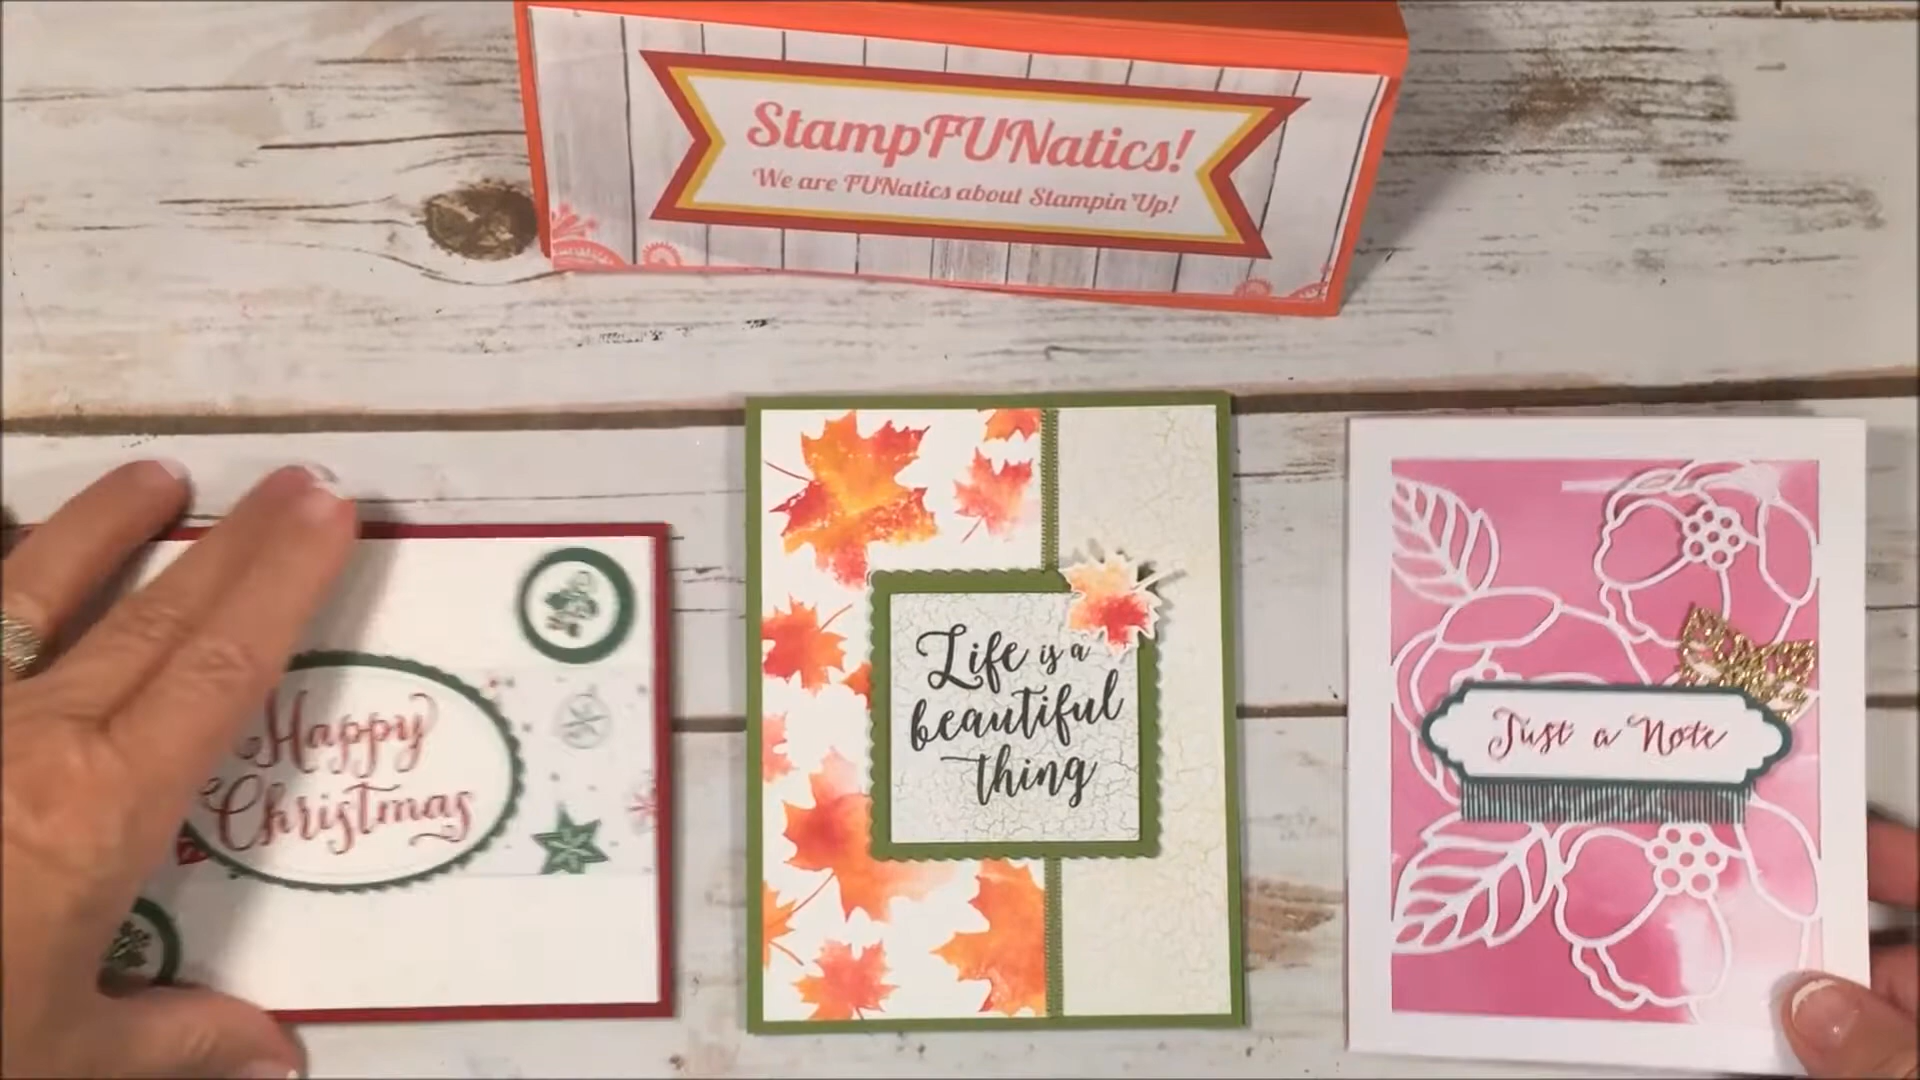 StampFUNatics!
We are FUNatics about Stampin' Up!
Happy
Christmas
Life is a
beautiful
thing
Just a Note